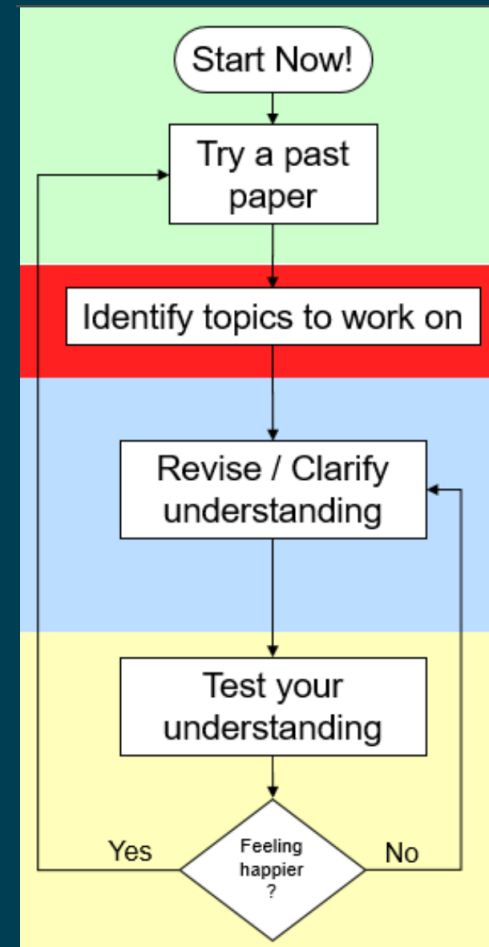 Start Now!
Try a past
paper
Identify topics to work on
Revise / Clarify
understanding
Test your
understanding
Feeling
happier
?
Yes
No